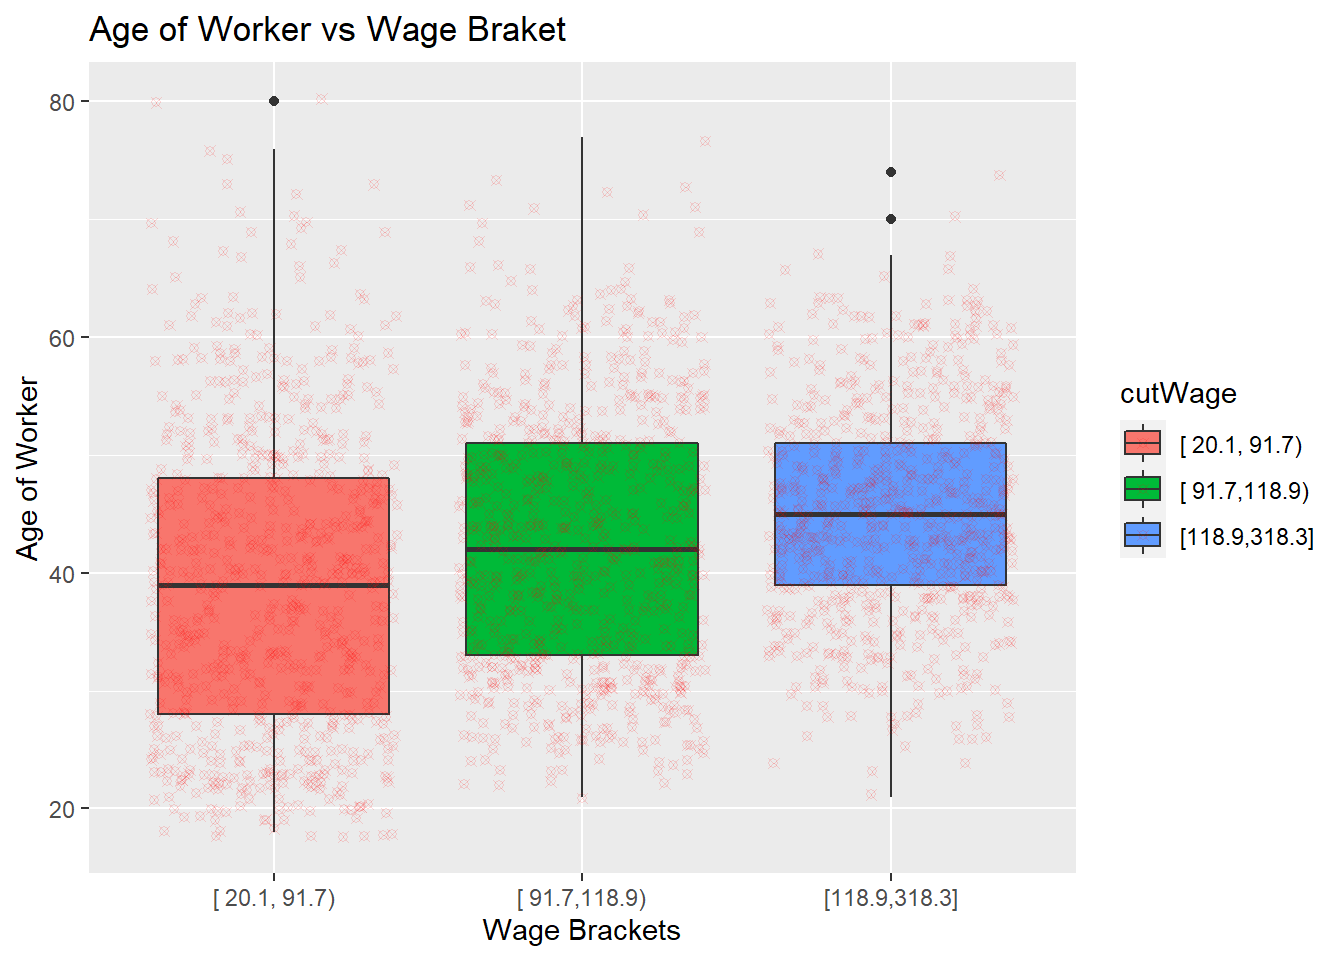 Age of Worker vs Wage Braket
Age of Worker
80
60
40
20
[ 20.1, 91.7)
[ 91.7,118.9)
[118.9,318.3]
Wage Brackets
cutWage
[ 20.1, 91.7)
[ 91.7,118.9)
[118.9,318.3]